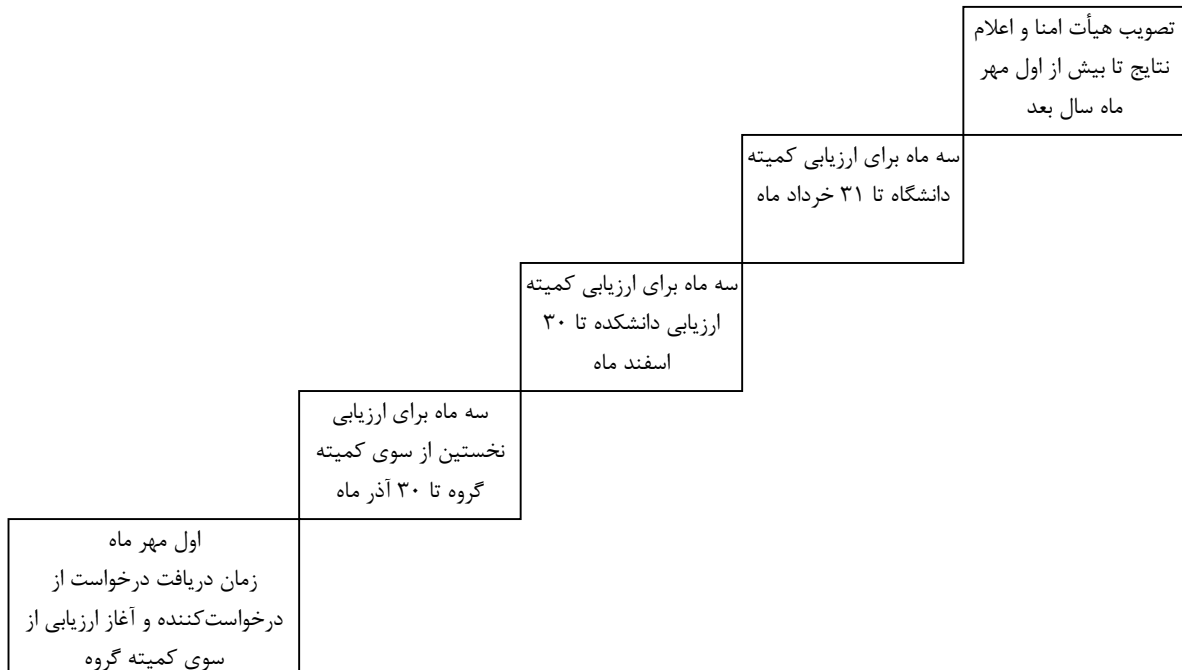 تصویب هیأت امنا و اعلام
نتایج تا بیش از اول مهر
ماه سال بعد
سه ماه برای ارزیابی کمیته
دانشگاه تا ۳۱ خرداد ماه
سه ماه برای ارزیابی کمیته
ارزیابی دانشکده تا ۳۰
اسفند ماه
سه ماه برای ارزیابی
نخستین از سوی کمیته
گروه تا ۳۰ آذر ماه
اول مهر ماه
زمان دریافت درخواست از
درخواست‌کننده و آغاز ارزیابی از
سوی کمیته گروه